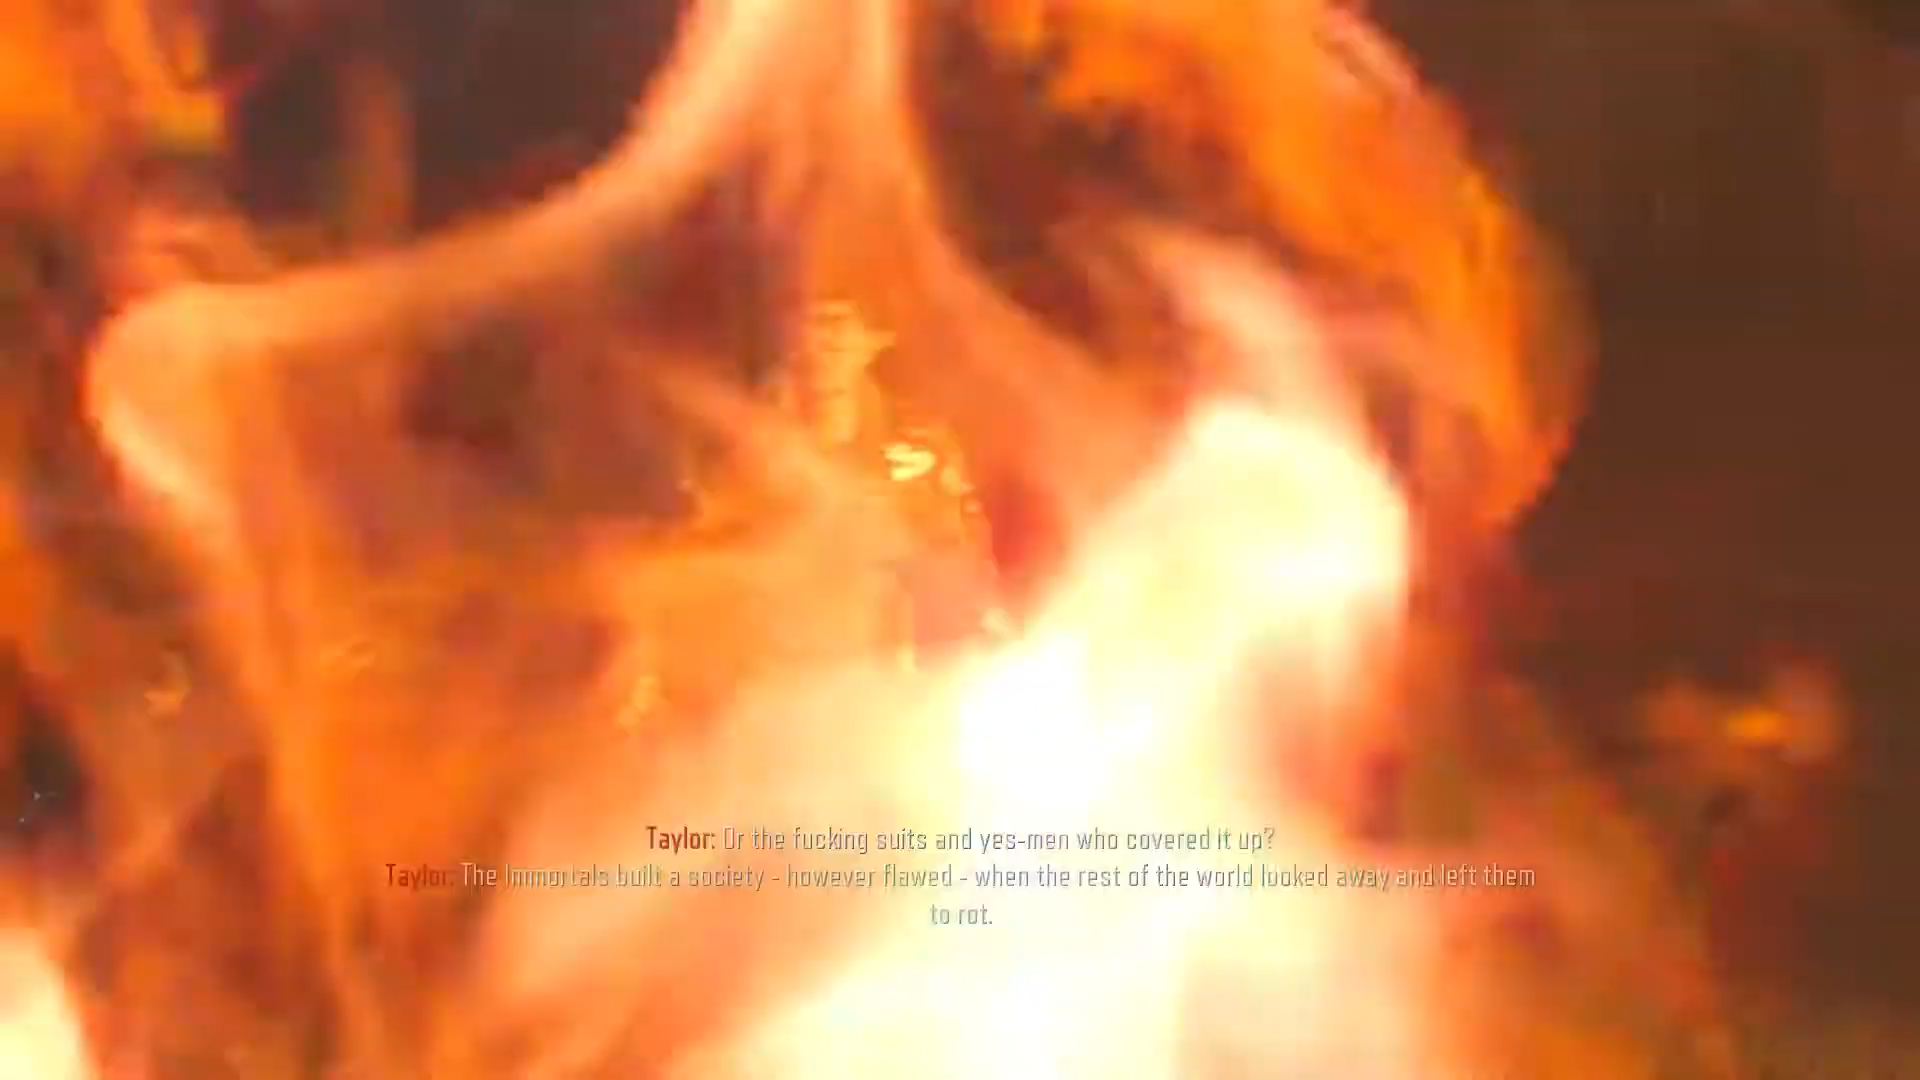 Taylor: Or the fucking suits and yes-men who covered it up?
Taylor: The Immortals built a society - however flawed - when the rest of the world looked away and left them
to rot.